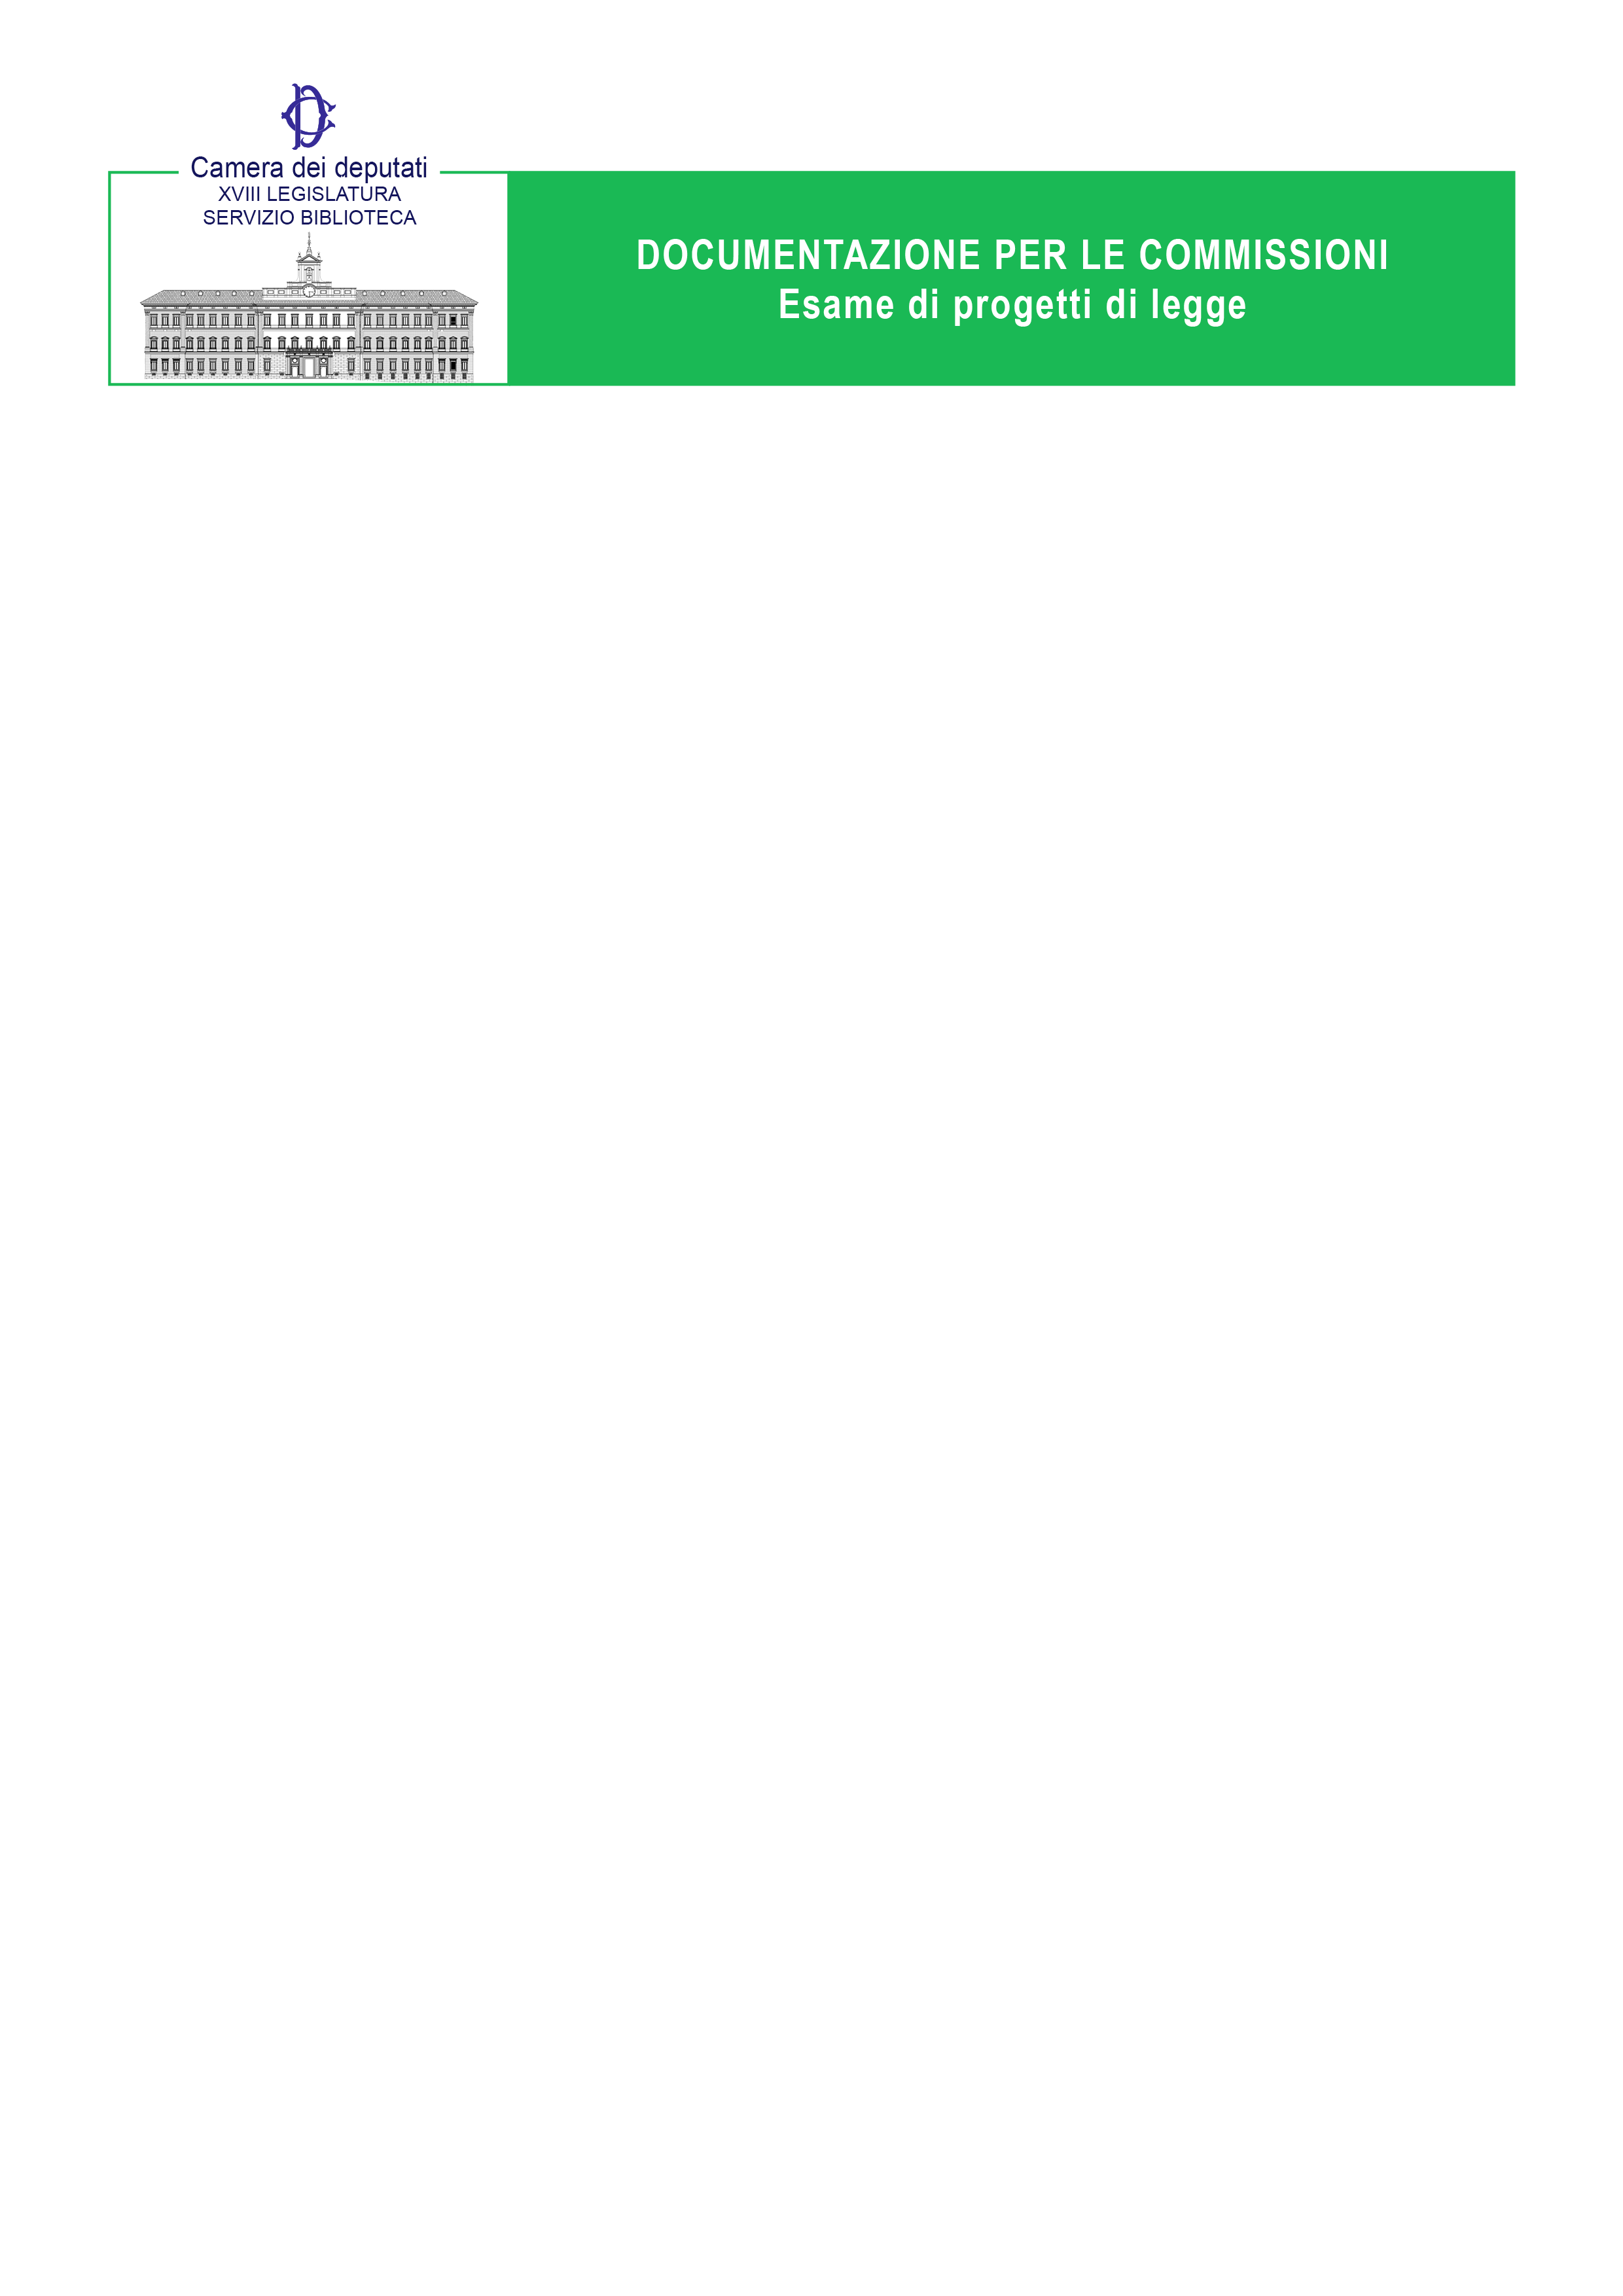 Camera dei deputati
XVIII LEGISLATURA
SERVIZIO BIBLIOTECA
DOCUMENTAZIONE PER LE COMMISSIONI
Esame di progetti di legge